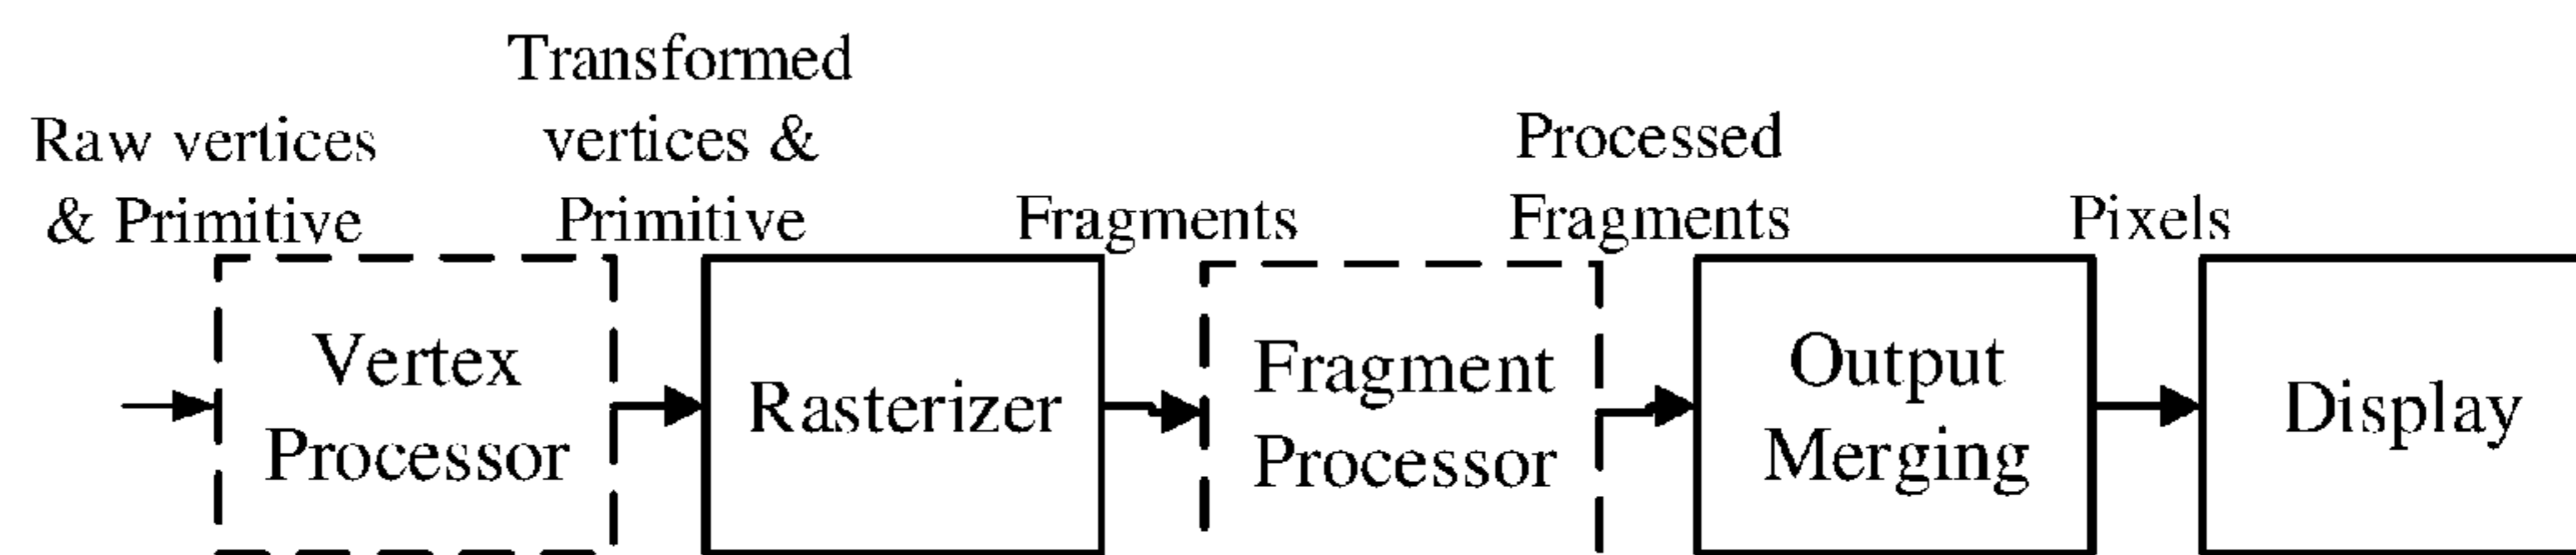 Raw vertices
& Primitive
Transformed
vertices &
Primitive
Fragments
Processed
Fragments
Pixels
Vertex
Processor
Rasterizer
Fragment
Processor
Output
Merging
Display